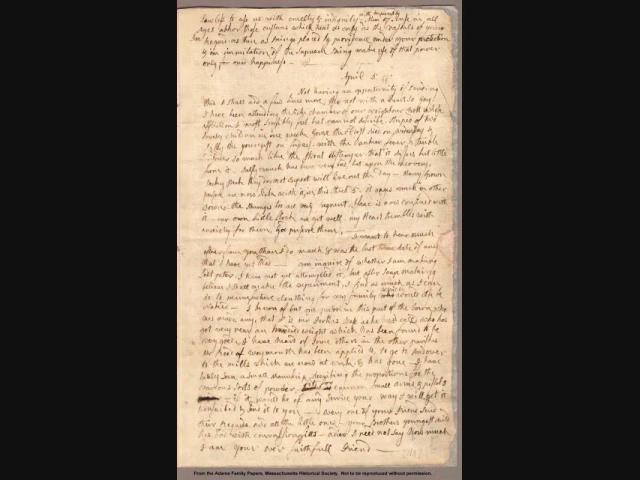 Lawless to use us with cruelty & indignity with impunity. Men of Sense in all
Ages abhor those customs which treat us only as the vassals of your
Sex. Regard us then as Beings placed by providence under your protection
& in immitation of the Supreem Being make use of that power
only for our happiness
April 5
Not having an opportunity of sending
this I shall add a few lines more; tho not with a heart so gay.
I have been attending the sick chamber of our Neighbour Trot whose
affliction I most sensibly feel but cannot discribe, striped of two
lovely children in one week. Gorge the Eldest died on wedensday &
Billy the youngest on fryday, with the Canker fever, a terible
disorder so much like the throat distemper, that it differs but little
from it. Betsy Cranch has been very bad, but upon the recovery.
Becky Peck they do not expect will live out the day. Many grown
persons are now sick with it, in this street 5. It rages much in other
Towns. The Mumps too are very frequent. Isaac is now confined with
it. our own little flock are yet well. My Heart trembles with
anxiety for them. God preserve them.
I want to hear much
oftener from you than I do. March 8 was the last date of any
that I have yet had. you inquire of whether I am making
Salt peter. I have not yet attempted it, but after Soap making
believe I shall make the experiment. I find as much as I can
do to manufacture cloathing for my family which would else be
Naked. I know of but one person in this part of the Town who
has made any, that is Mr. Tertias Bass as he is calld who has
got very near an hundred weight which has been found to be
very good. I have heard of some others in the other parishes.
Mr Reed of Weymouth has been applied to, to go to Andover
to the mills which are now at work, & has gone. I have
lately seen a small Manuscrip describing the proportions for the
various sorts of powder, fit for cannon, small arms & pistols
If it would be of any Service your way I will get it
transcribed & send it to you. Every one of your Friends send
their Regards, and all the little ones. your Brothers youngest child
lies bad with convulsion fitts. Adieu I need not say how much
I am your ever faithfull Friend.
From the Adams Family Papers, Massachusetts Historical Society. Not to be reproduced without permission.